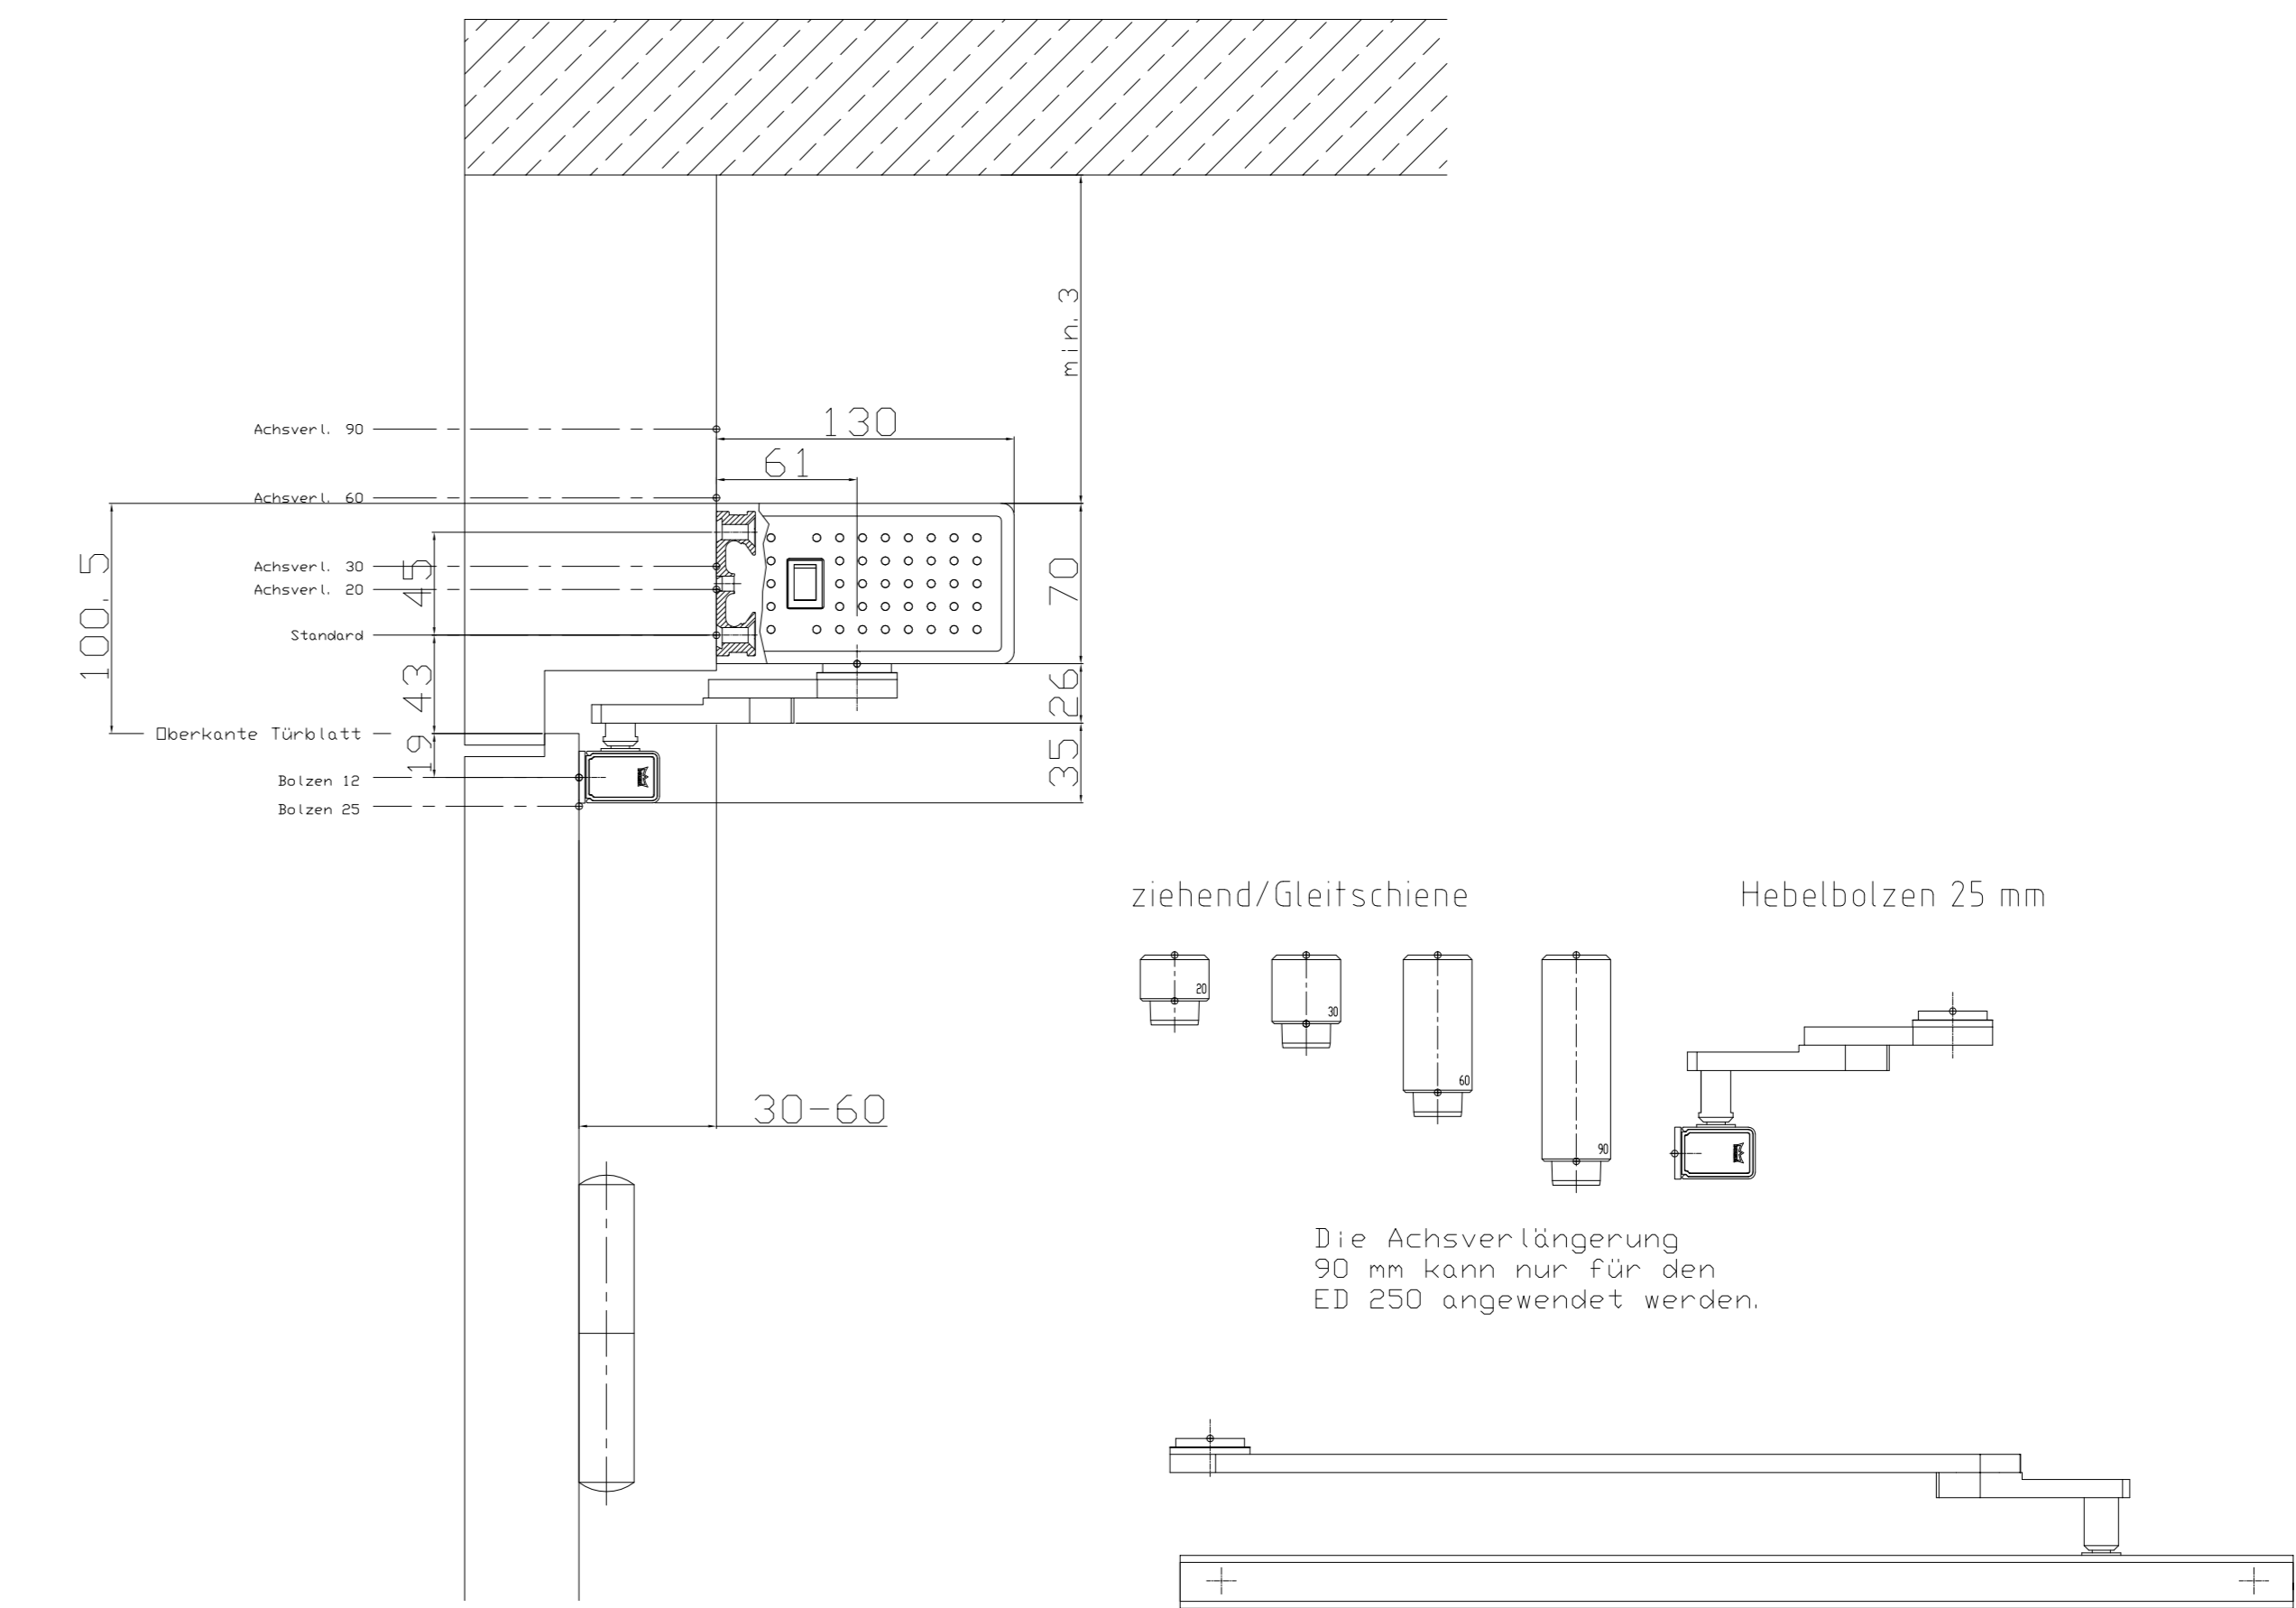 min. 3
Achsverl. 90
130
61
Achsverl. 60
100.5
45
Achsverl. 30
Achsverl. 20
70
Standard
43
26
Oberkante Türblatt
19
35
Bolzen 12
Bolzen 25
ziehend/Gleitschiene
Hebelbolzen 25 mm
20
30
60
90
30-60
Die Achsverlängerung
90 mm kann nur für den
ED 250 angewendet werden.